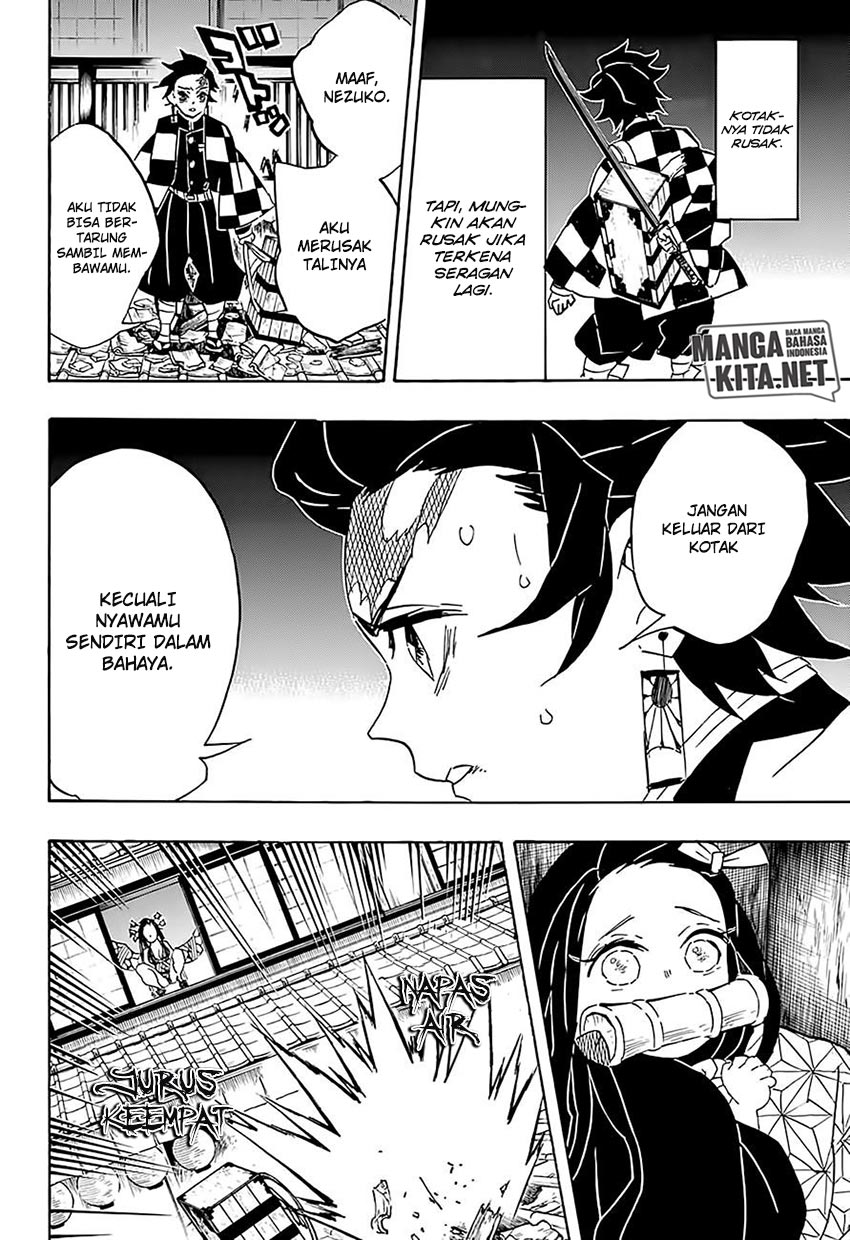 KOTAK-
NYA TIDAK
RUSAK.
TAPI, MUNG-
KIN AKAN
RUSAK JIKA
TERKENA
SERAGAN
LAGI.
MAAF,
NEZUKO.
AKU
MERUSAK
TALINYA
AKU TIDAK
BISA BER-
TARUNG
SAMBIL MEM-
BAWAMU.
MANGA
KITA.NET
BACA MANGA
BAHASA
INDONESIA
JANGAN
KELUAR DARI
KOTAK
KECUALI
NYAWAMU
SENDIRI DALAM
BAHAYA.
NAPAS
AIR
JURUS
KEEMPAT